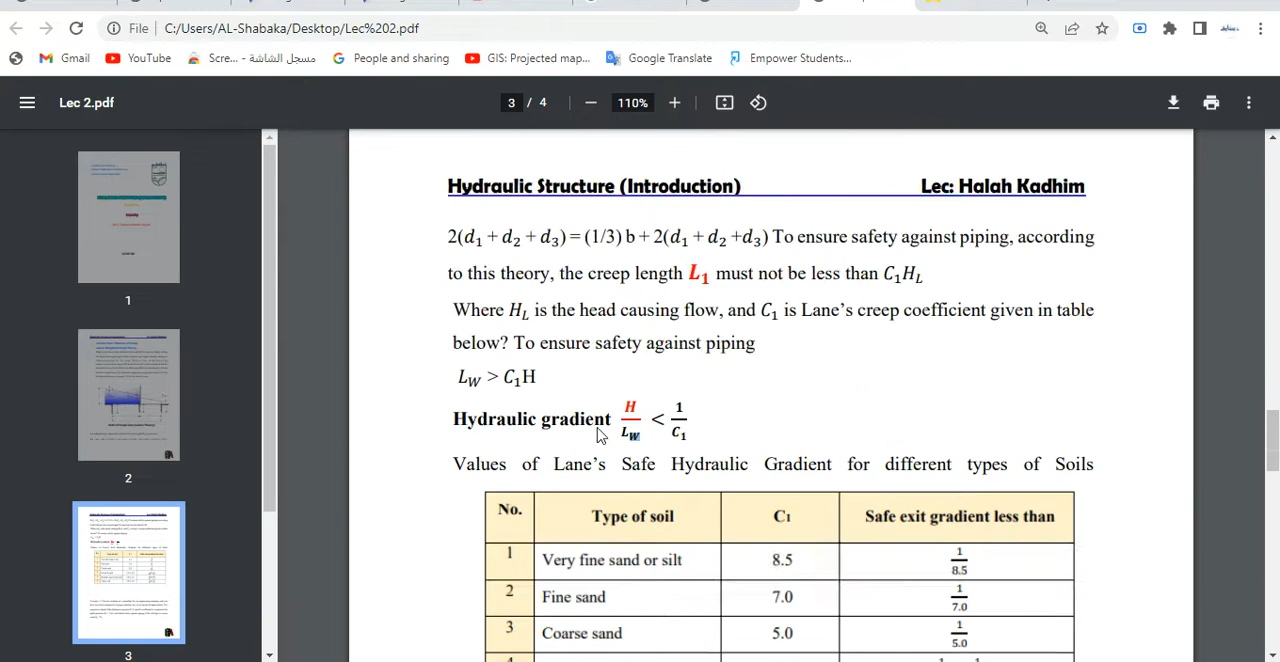 File C:/Users/AL-Shabaka/Desktop/Lec%202.pdf
Gmail YouTube Scre... - مسجل الشاشة People and sharing GIS: Projected map... Google Translate Empower Students...
Lec 2.pdf 3 / 4 110%
1
2
3
Hydraulic Structure (Introduction) Lec: Halah Kadhim
2(d₁ + d₂ + d₃) = (1/3) b + 2(d₁ + d₂ +d₃) To ensure safety against piping, according
to this theory, the creep length L₁ must not be less than C₁H_L
Where H_L is the head causing flow, and C₁ is Lane’s creep coefficient given in table
below? To ensure safety against piping
L_W > C₁H
Hydraulic gradient H/L_W < 1/C₁
Values of Lane’s Safe Hydraulic Gradient for different types of Soils
No. Type of soil C₁ Safe exit gradient less than
1 Very fine sand or silt 8.5 1/8.5
2 Fine sand 7.0 1/7.0
3 Coarse sand 5.0 1/5.0